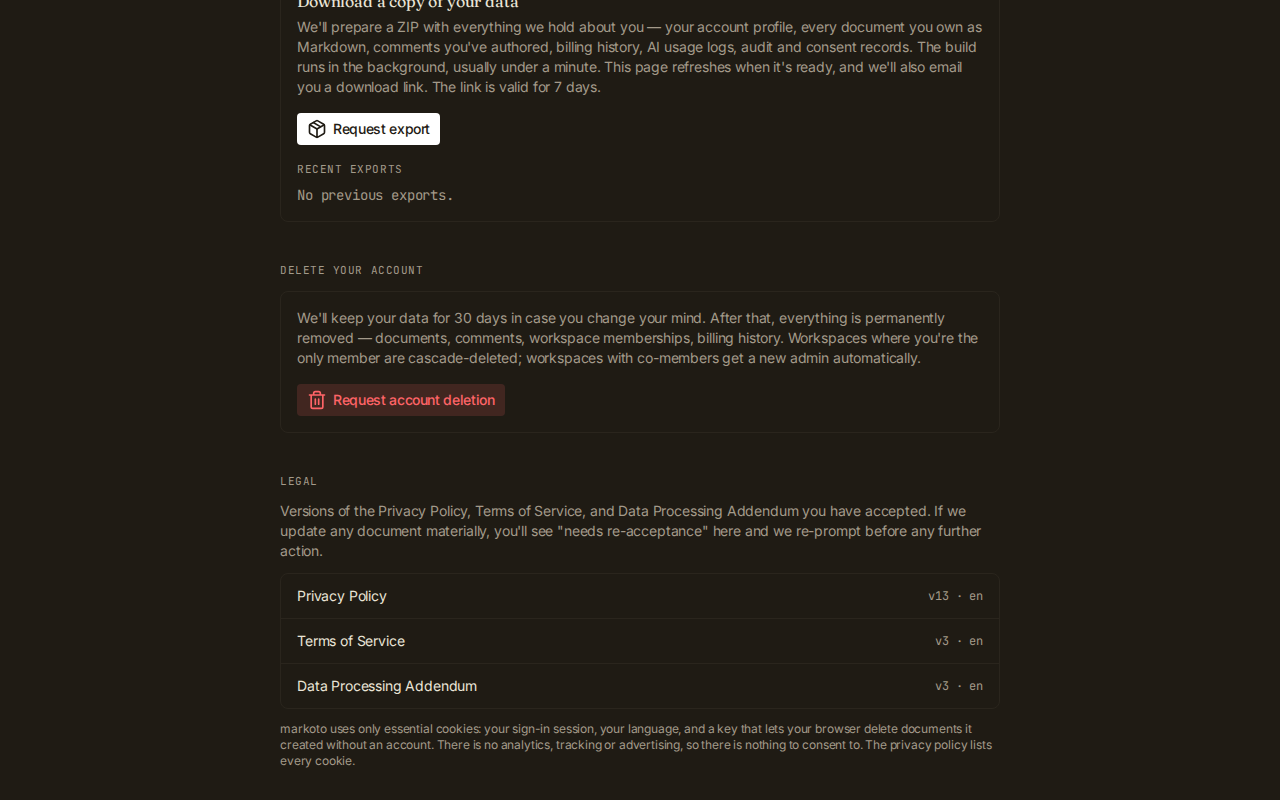 Download a copy of your data
We'll prepare a ZIP with everything we hold about you — your account profile, every document you own as
Markdown, comments you've authored, billing history, AI usage logs, audit and consent records. The build
runs in the background, usually under a minute. This page refreshes when it's ready, and we'll also email
you a download link. The link is valid for 7 days.
Request export
RECENT EXPORTS
No previous exports.
DELETE YOUR ACCOUNT
We'll keep your data for 30 days in case you change your mind. After that, everything is permanently
removed — documents, comments, workspace memberships, billing history. Workspaces where you're the
only member are cascade-deleted; workspaces with co-members get a new admin automatically.
Request account deletion
LEGAL
Versions of the Privacy Policy, Terms of Service, and Data Processing Addendum you have accepted. If we
update any document materially, you'll see "needs re-acceptance" here and we re-prompt before any further
action.
Privacy Policy v13 · en
Terms of Service v3 · en
Data Processing Addendum v3 · en
markoto uses only essential cookies: your sign-in session, your language, and a key that lets your browser delete documents it
created without an account. There is no analytics, tracking or advertising, so there is nothing to consent to. The privacy policy lists
every cookie.